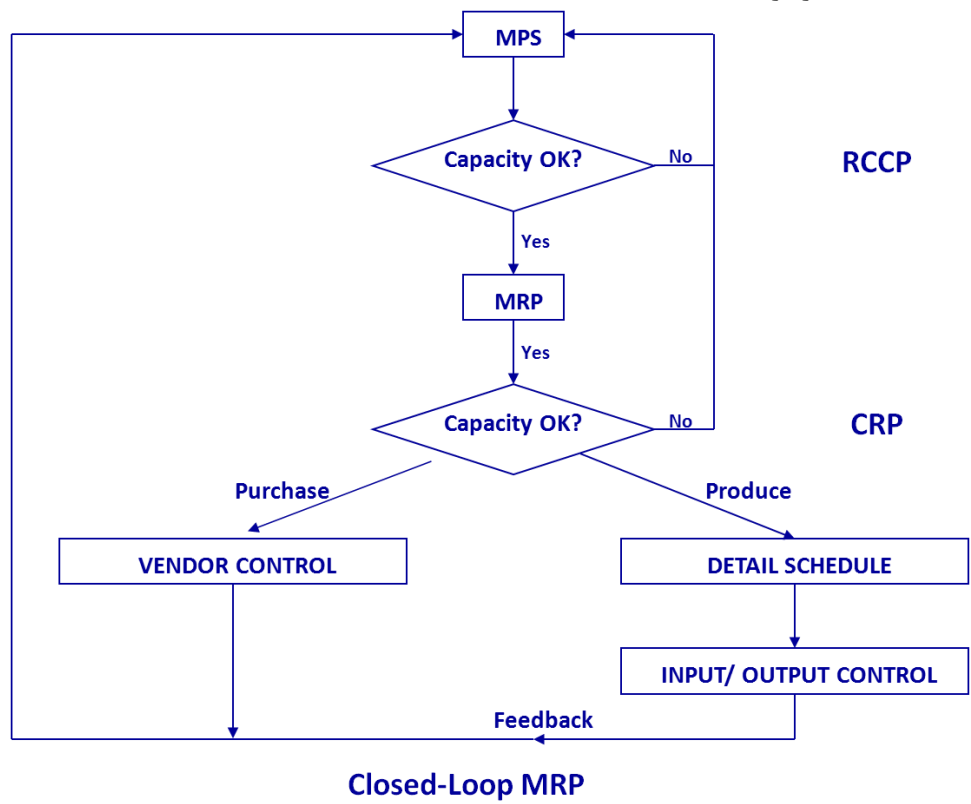 MPS
Capacity OK?
No
RCCP
Yes
MRP
Yes
Capacity OK?
No
CRP
Purchase
Produce
VENDOR CONTROL
DETAIL SCHEDULE
INPUT/ OUTPUT CONTROL
Feedback
Closed-Loop MRP